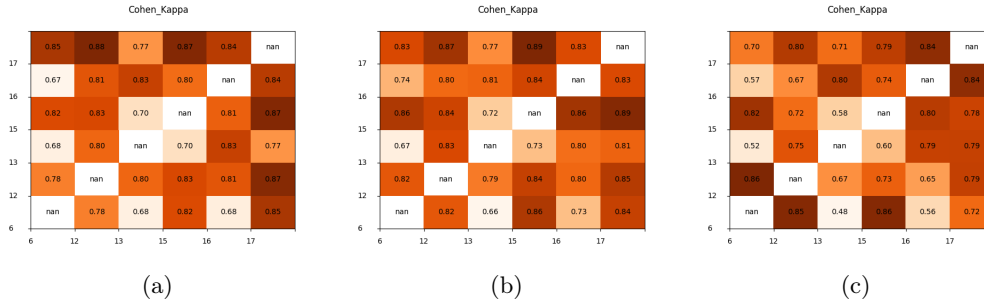 Cohen_Kappa Cohen_Kappa Cohen_Kappa
0.85 0.88 0.77 0.87 0.84 nan 0.83 0.87 0.77 0.89 0.83 nan 0.70 0.80 0.71 0.79 0.84 nan
17 17 17
0.67 0.81 0.83 0.80 nan 0.84 0.74 0.80 0.81 0.84 nan 0.83 0.57 0.67 0.80 0.74 nan 0.84
16 16 16
0.82 0.83 0.70 nan 0.81 0.87 0.86 0.84 0.72 nan 0.86 0.89 0.82 0.72 0.58 nan 0.80 0.78
15 15 15
0.68 0.80 nan 0.70 0.83 0.77 0.67 0.83 nan 0.73 0.80 0.81 0.52 0.75 nan 0.60 0.79 0.79
13 13 13
0.78 nan 0.80 0.83 0.81 0.87 0.82 nan 0.79 0.84 0.80 0.85 0.86 nan 0.67 0.73 0.65 0.79
12 12 12
nan 0.78 0.68 0.82 0.68 0.85 nan 0.82 0.66 0.86 0.73 0.84 nan 0.85 0.48 0.86 0.56 0.72
6 6 6
6 12 13 15 16 17 6 12 13 15 16 17 6 12 13 15 16 17
(a) (b) (c)